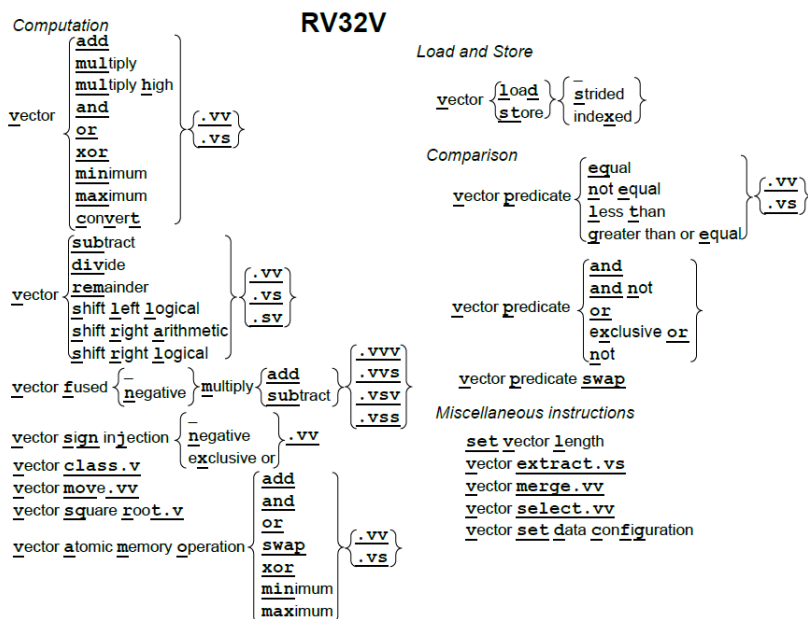 RV32V
Computation
vector
add
multiply
multiply high
and
or
xor
minimum
maximum
convert
.vv
.vs
vector
subtract
divide
remainder
shift left logical
shift right arithmetic
shift right logical
.vv
.vs
.sv
vector fused
–
negative
multiply
add
subtract
.vvv
.vvs
.vsv
.vss
vector sign injection
–
negative
exclusive or
.vv
vector class.v
vector move.vv
vector square root.v
vector atomic memory operation
add
and
or
swap
xor
minimum
maximum
.vv
.vs
Load and Store
vector
load
store
–
strided
indexed
Comparison
vector predicate
equal
not equal
less than
greater than or equal
.vv
.vs
vector predicate
and
and not
or
exclusive or
not
vector predicate swap
Miscellaneous instructions
set vector length
vector extract.vs
vector merge.vv
vector select.vv
vector set data configuration